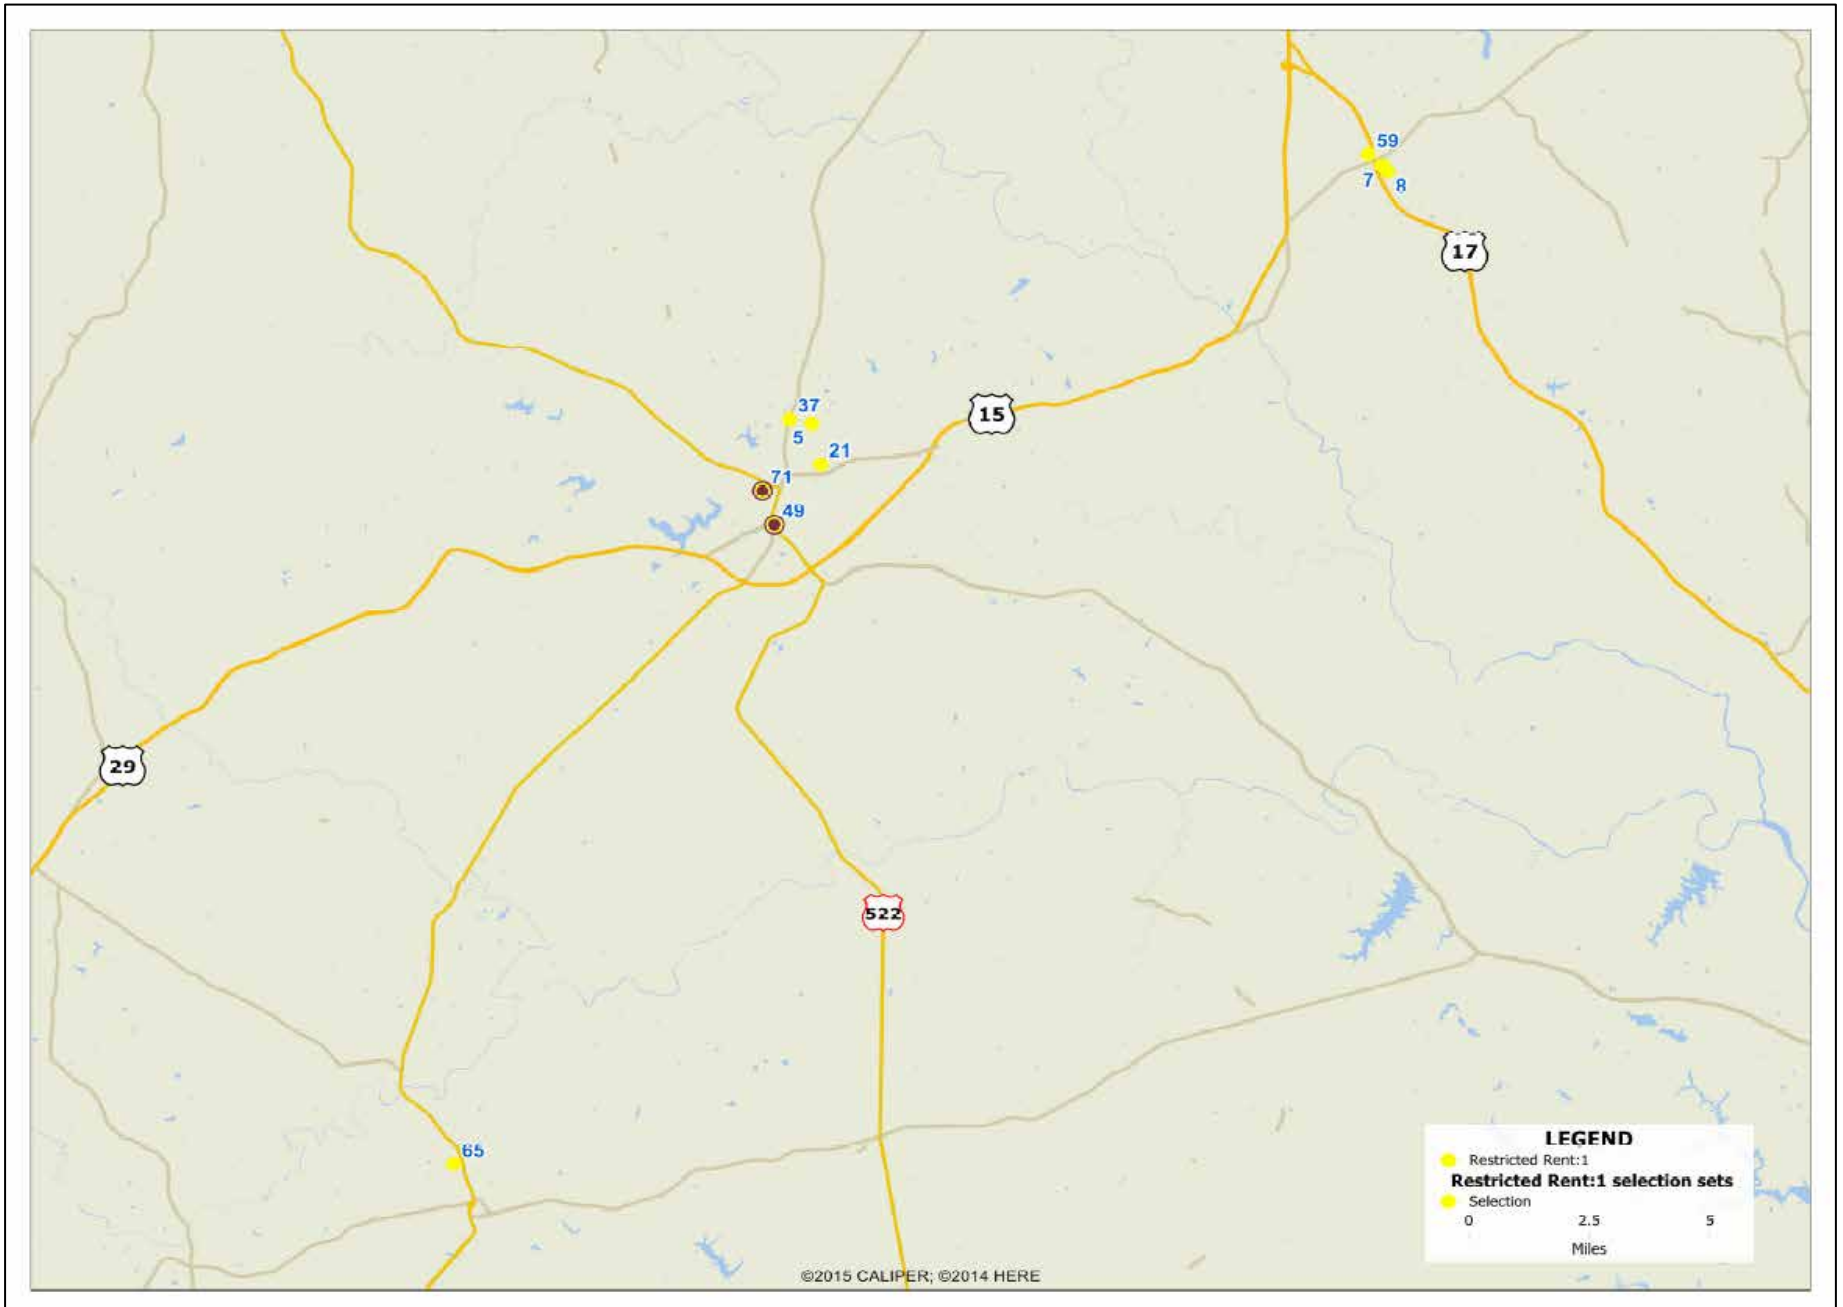 59
7
8
17
37
15
5
21
71
49
29
522
65
LEGEND
Restricted Rent:1
Restricted Rent:1 selection sets
Selection
0 2.5 5
Miles
©2015 CALIPER; ©2014 HERE